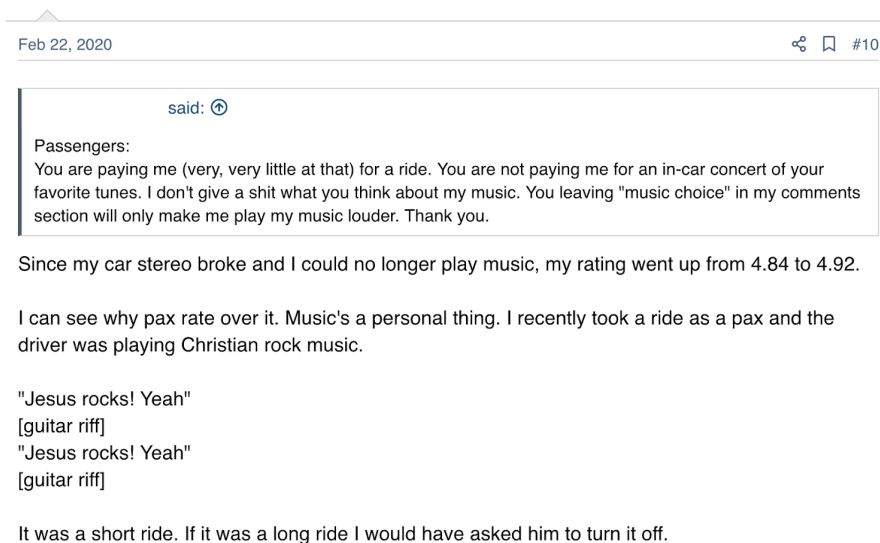 Feb 22, 2020
#10
said:
Passengers:
You are paying me (very, very little at that) for a ride. You are not paying me for an in-car concert of your
favorite tunes. I don't give a shit what you think about my music. You leaving "music choice" in my comments
section will only make me play my music louder. Thank you.
Since my car stereo broke and I could no longer play music, my rating went up from 4.84 to 4.92.
I can see why pax rate over it. Music's a personal thing. I recently took a ride as a pax and the
driver was playing Christian rock music.
"Jesus rocks! Yeah"
[guitar riff]
"Jesus rocks! Yeah"
[guitar riff]
It was a short ride. If it was a long ride I would have asked him to turn it off.